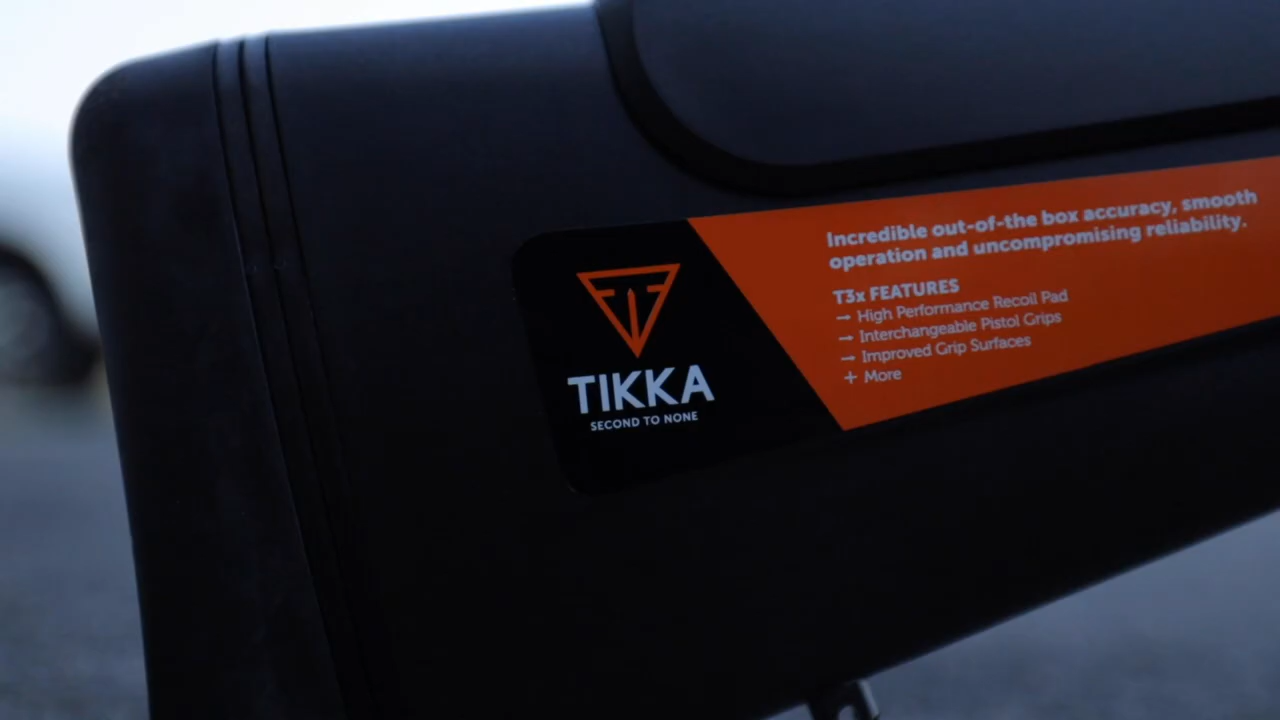 TIKKA
SECOND TO NONE
Incredible out-of-the box accuracy, smooth
operation and uncompromising reliability.
T3x FEATURES
→ High Performance Recoil Pad
→ Interchangeable Pistol Grips
→ Improved Grip Surfaces
+ More